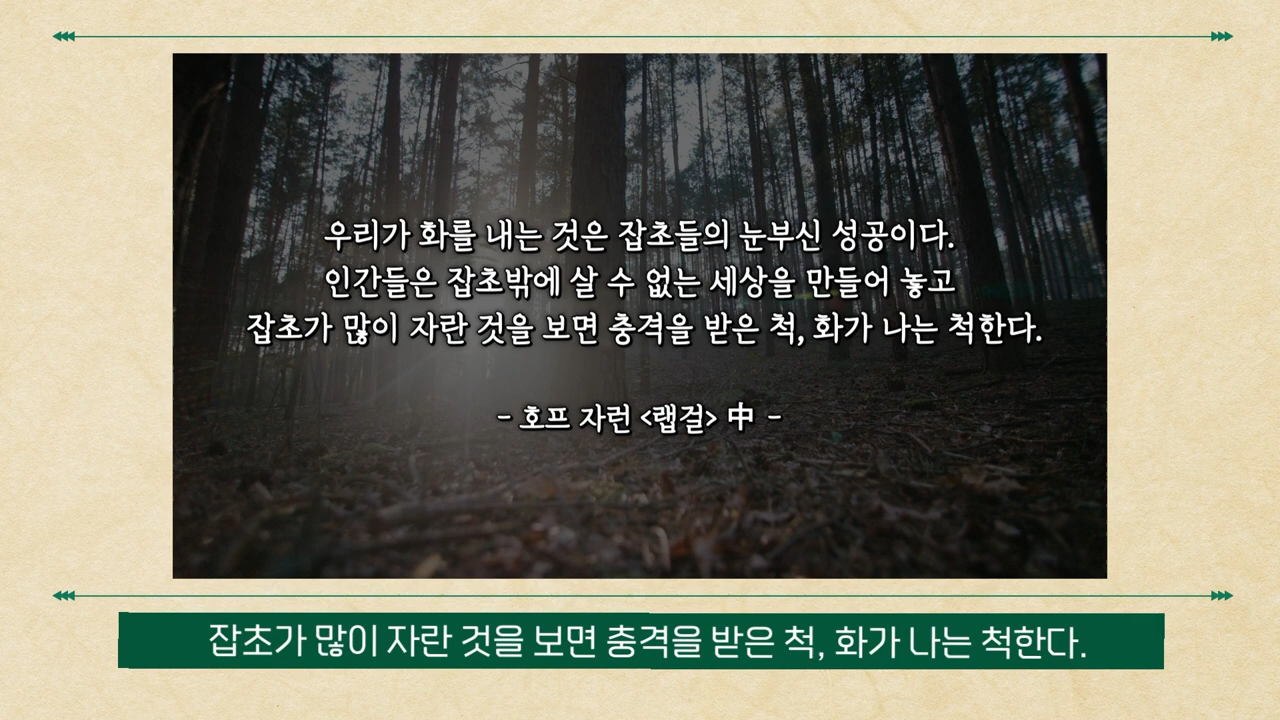 우리가 화를 내는 것은 잡초들의 눈부신 성공이다.
인간들은 잡초밖에 살 수 없는 세상을 만들어 놓고
잡초가 많이 자란 것을 보면 충격을 받은 척, 화가 나는 척한다.
- 호프 자런 <랩걸> 中 -
잡초가 많이 자란 것을 보면 충격을 받은 척, 화가 나는 척한다.